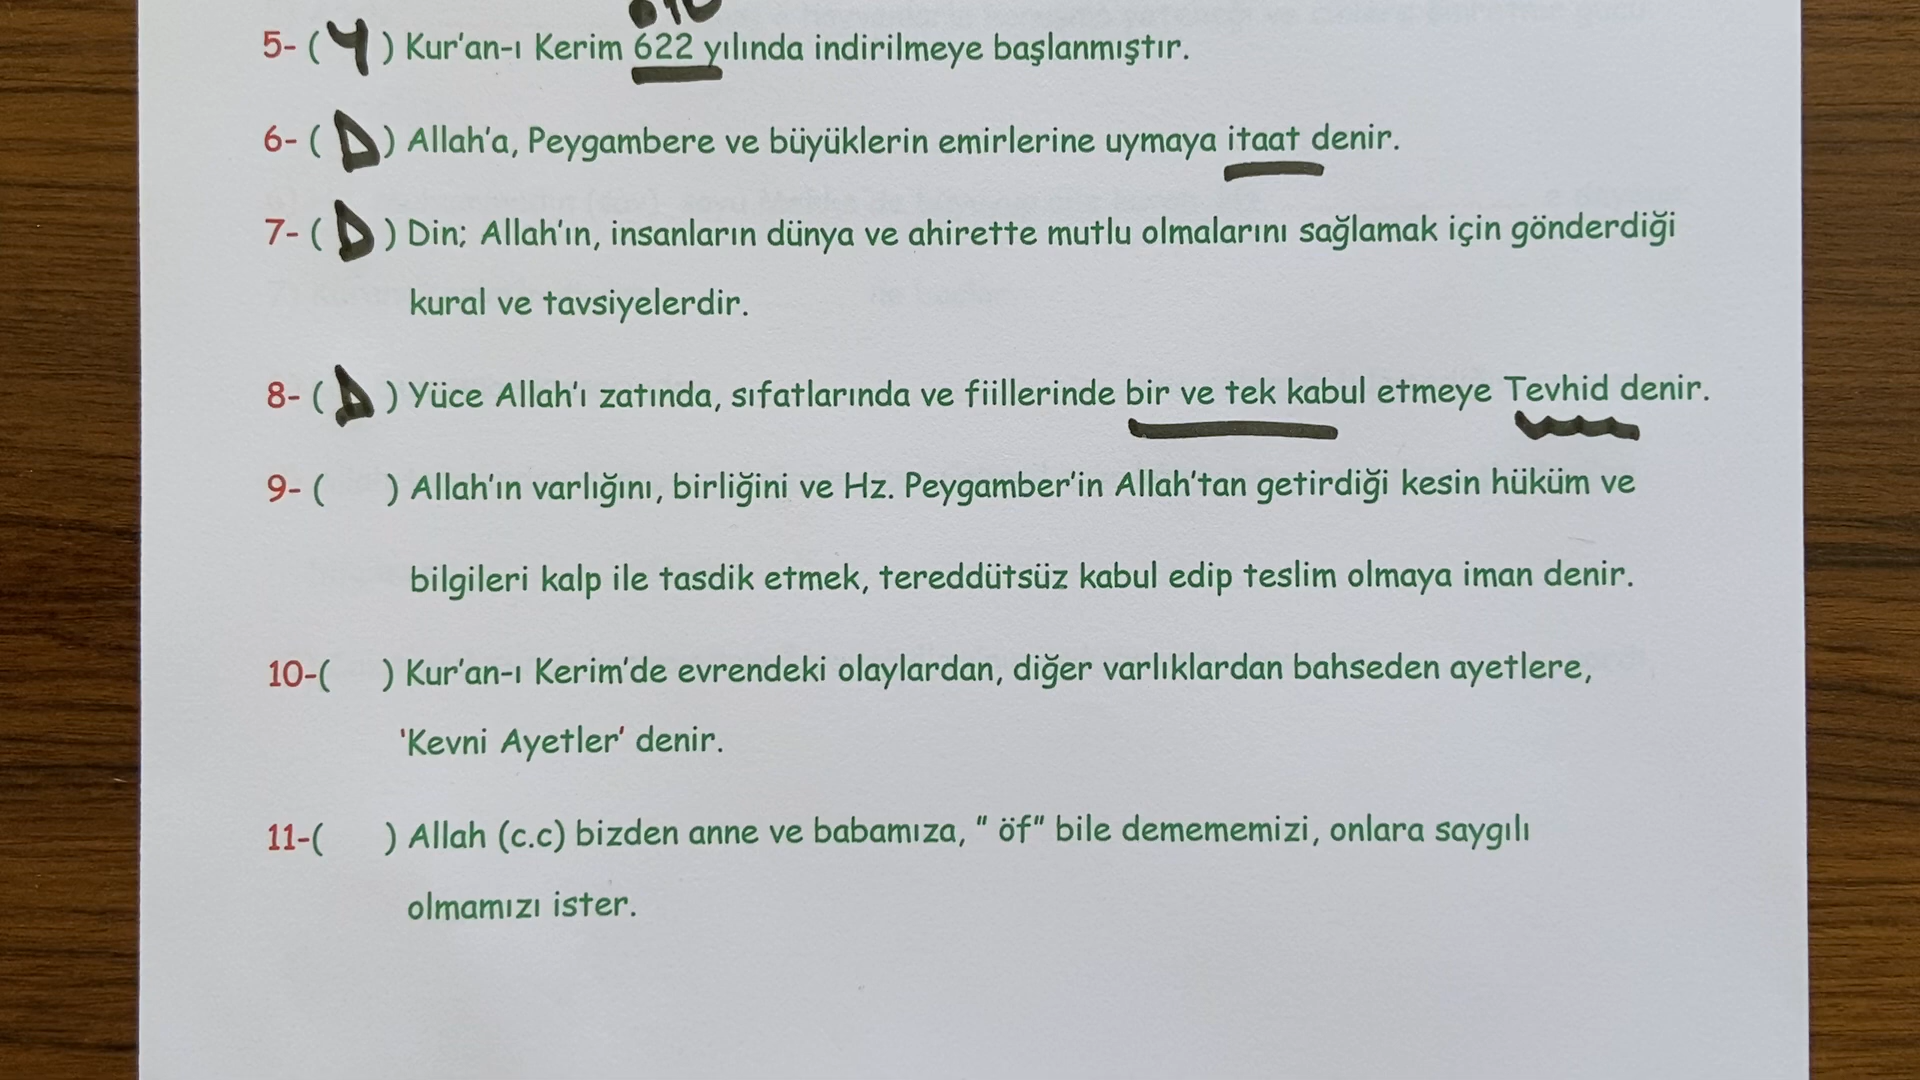 5- ( Y ) Kur'an-ı Kerim 622 yılında indirilmeye başlanmıştır.
6- ( D ) Allah'a, Peygambere ve büyüklerin emirlerine uymaya itaat denir.
7- ( D ) Din; Allah'ın, insanların dünya ve ahirette mutlu olmalarını sağlamak için gönderdiği
kural ve tavsiyelerdir.
8- ( D ) Yüce Allah'ı zatında, sıfatlarında ve fiillerinde bir ve tek kabul etmeye Tevhid denir.
9- ( ) Allah'ın varlığını, birliğini ve Hz. Peygamber'in Allah'tan getirdiği kesin hüküm ve
bilgileri kalp ile tasdik etmek, tereddütsüz kabul edip teslim olmaya iman denir.
10-( ) Kur'an-ı Kerim'de evrendeki olaylardan, diğer varlıklardan bahseden ayetlere,
'Kevni Ayetler' denir.
11-( ) Allah (c.c) bizden anne ve babamıza, " öf" bile demememizi, onlara saygılı
olmamızı ister.